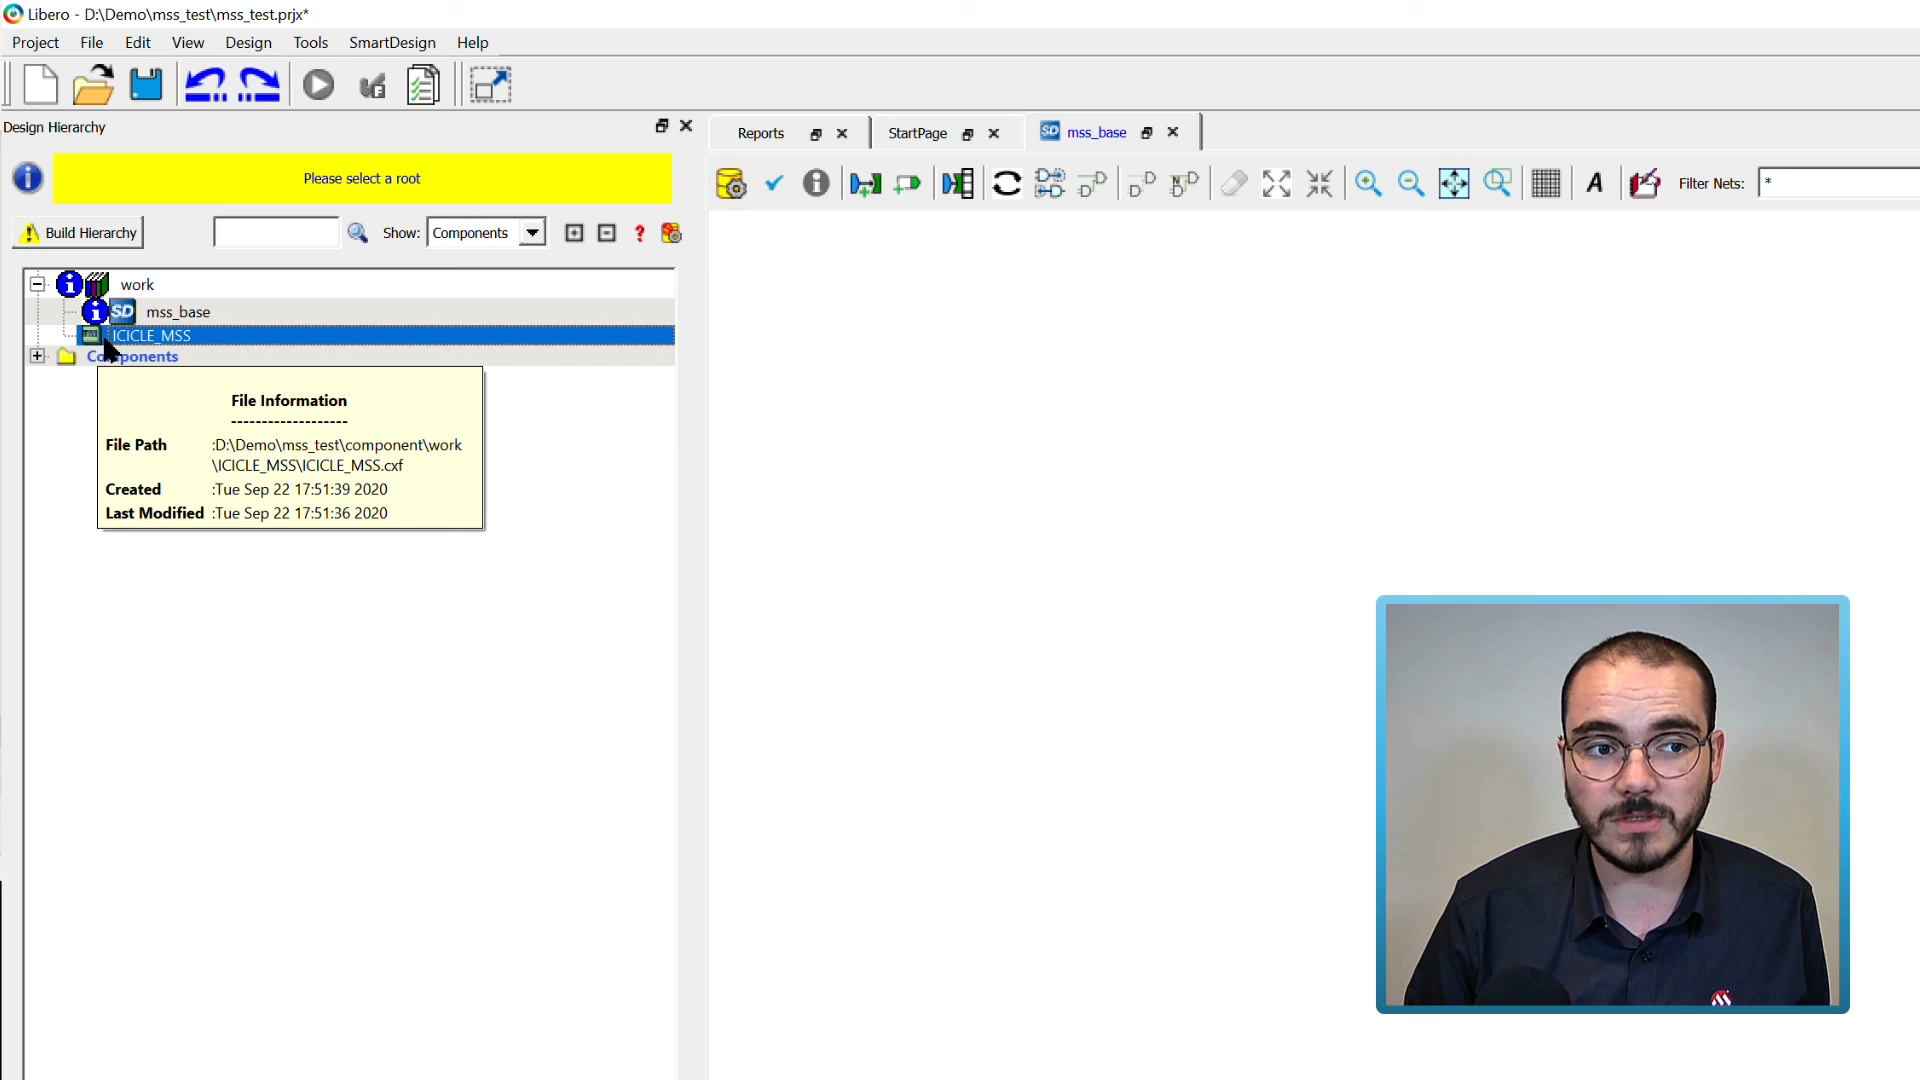 Libero - D:\Demo\mss_test\mss_test.prjx*
Project File Edit View Design Tools SmartDesign Help
Design Hierarchy
Reports StartPage SD mss_base
Please select a root
Filter Nets: *
Build Hierarchy Show: Components
work
SD mss_base
ICICLE_MSS
Components
File Information
-------------------
File Path :D:\Demo\mss_test\component\work
\ICICLE_MSS\ICICLE_MSS.cxf
Created :Tue Sep 22 17:51:39 2020
Last Modified :Tue Sep 22 17:51:36 2020